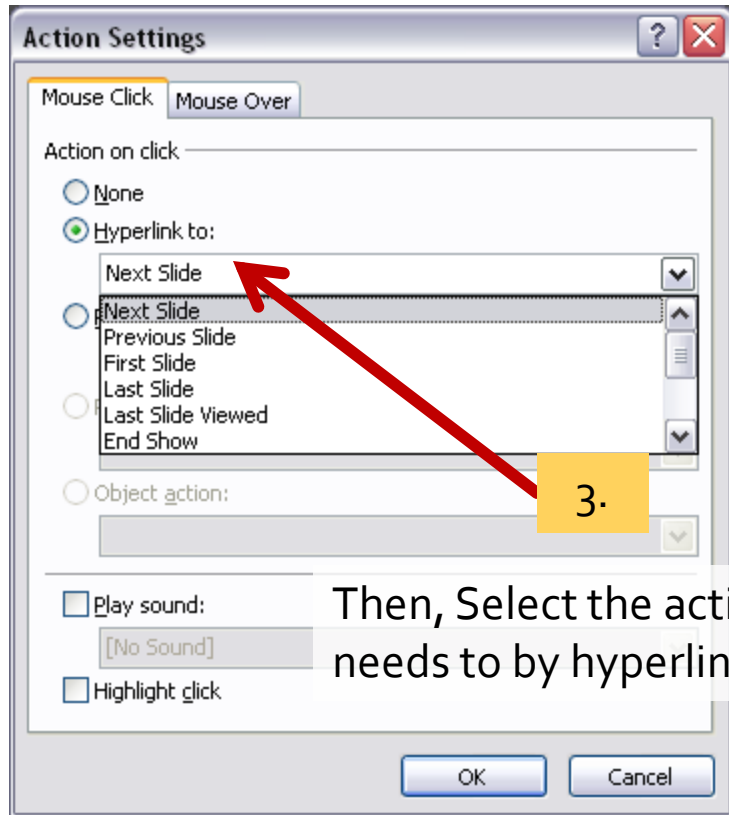 Action Settings
Mouse Click Mouse Over
Action on click
None
Hyperlink to:
Next Slide
Next Slide
Previous Slide
First Slide
Last Slide
Last Slide Viewed
End Show
3.
Object action:
Play sound:
[No Sound]
Then, Select the
needs to by
Highlight click
OK Cancel